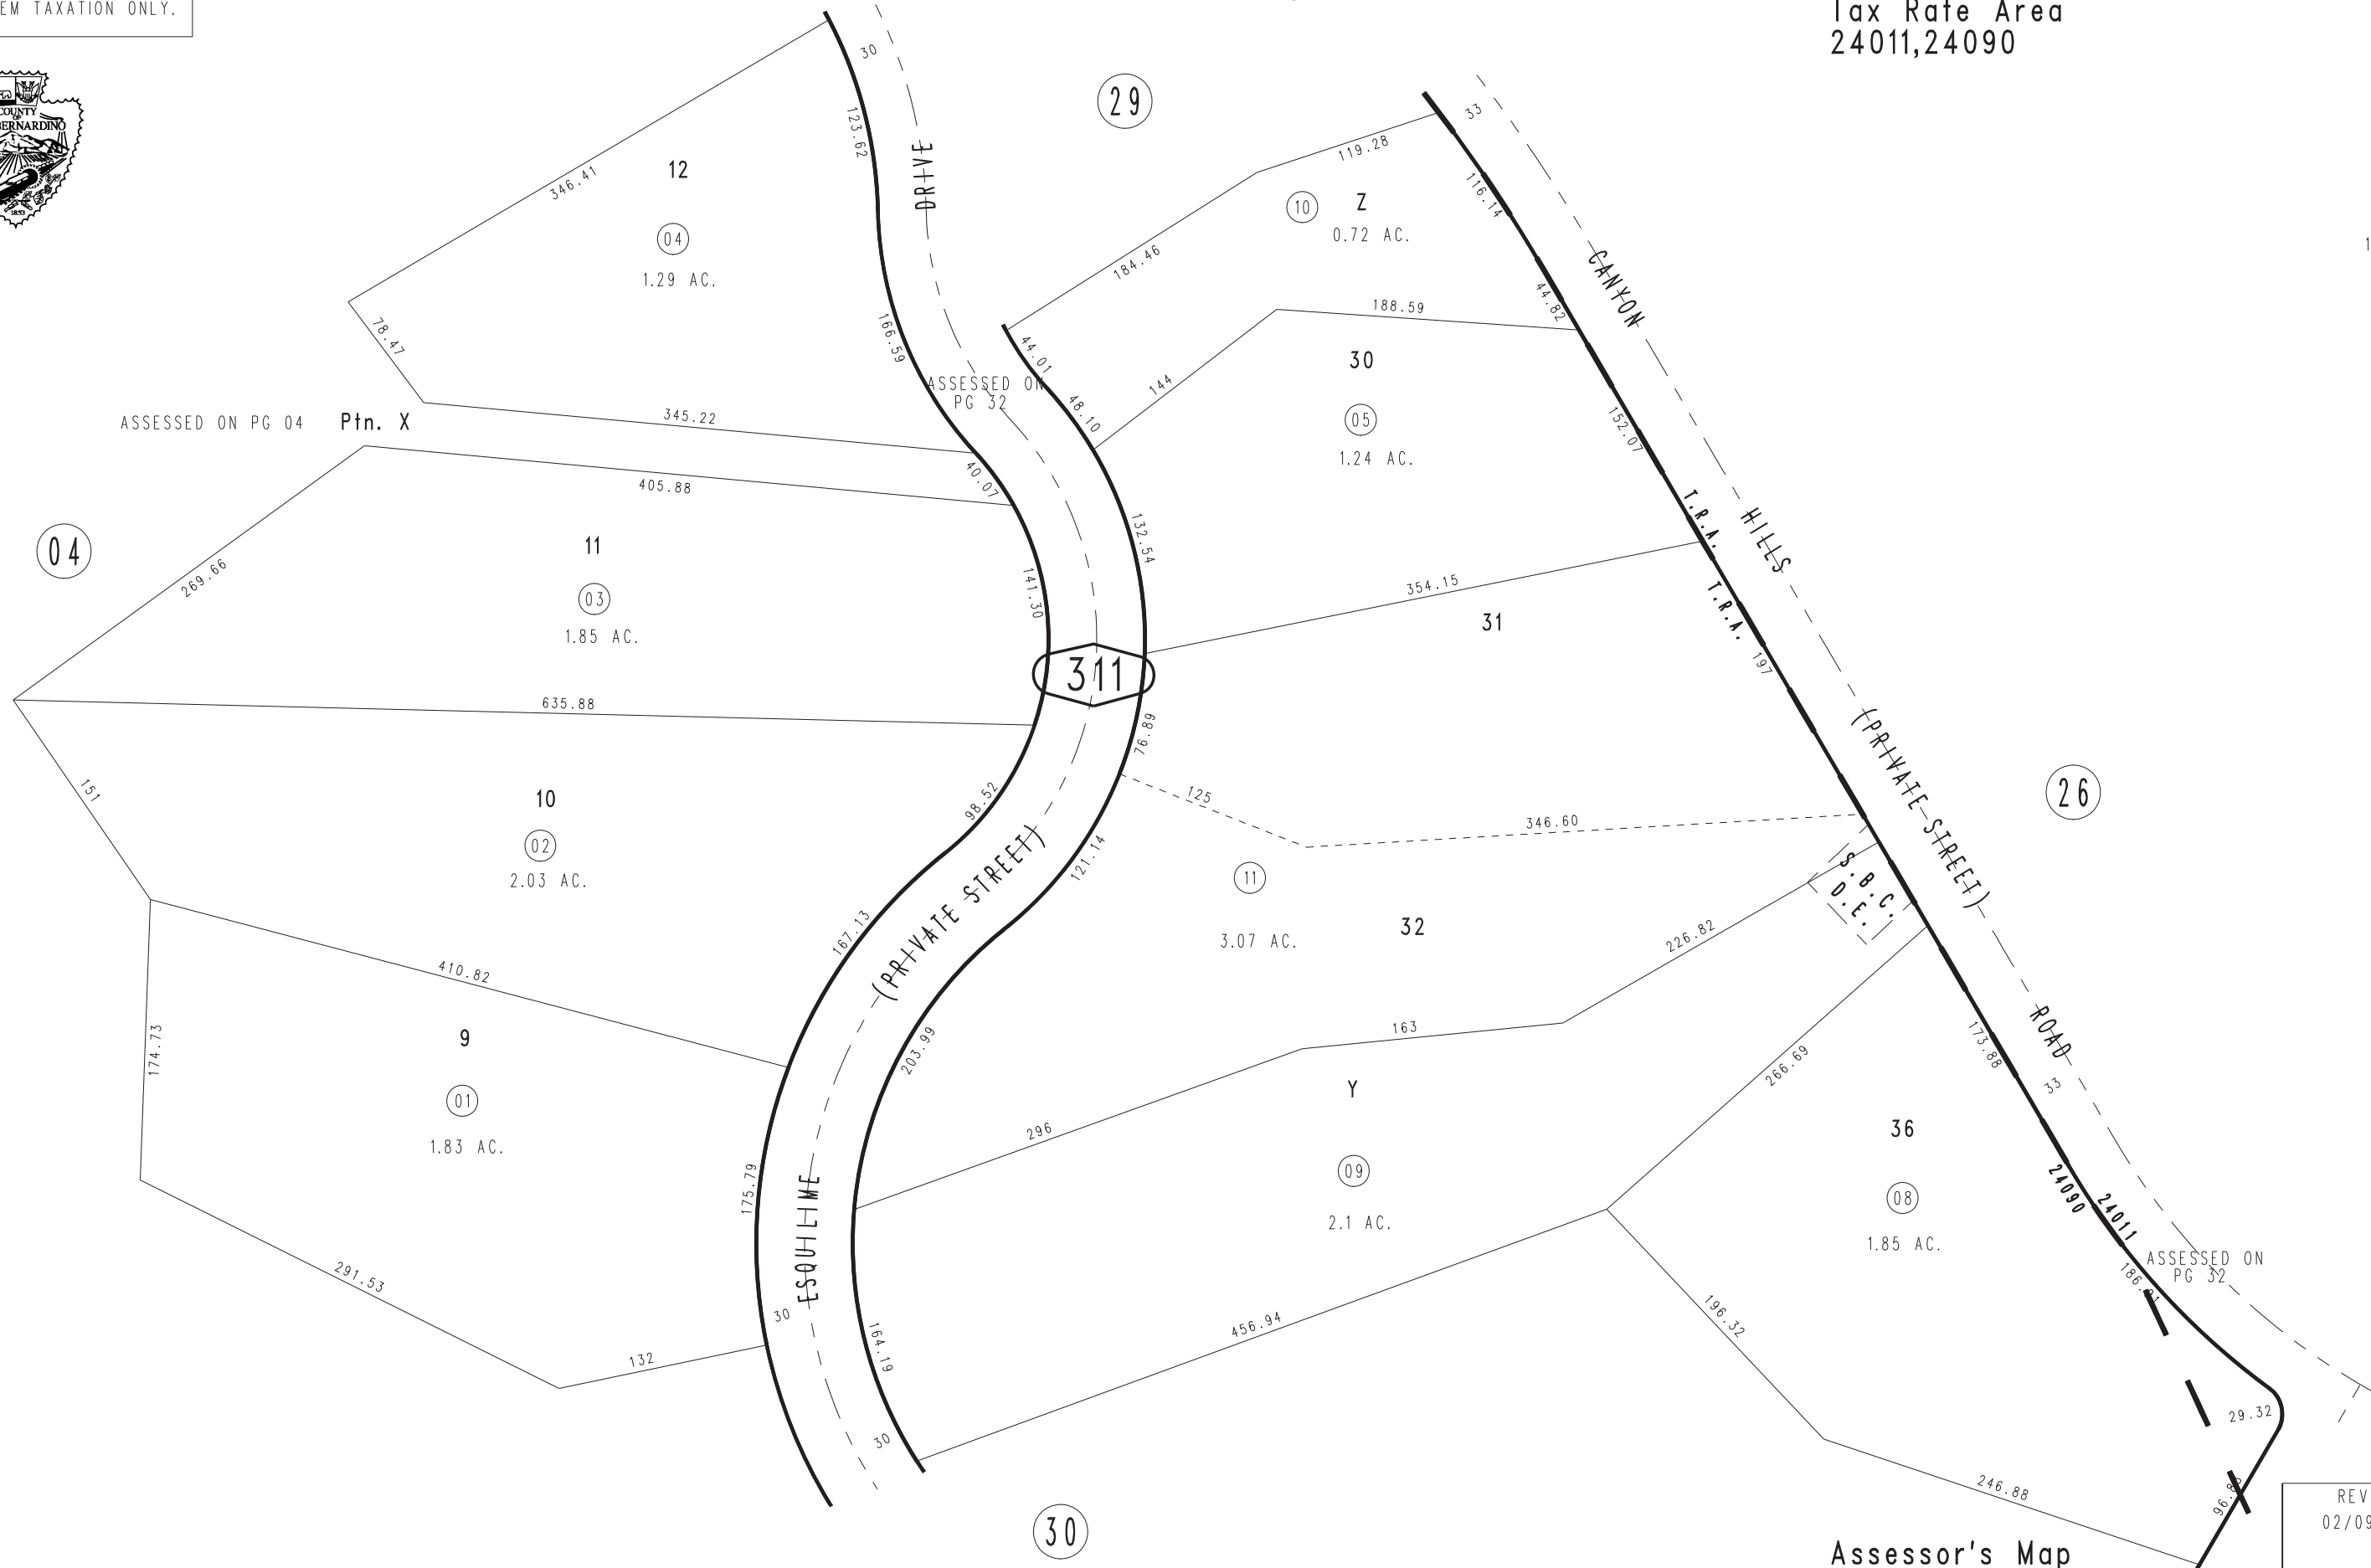 EM TAXATION ONLY.
COUNTY
OF
BERNARDINO
1853
Tax Rate Area
24011,24090
29
30
123.62
DRIVE
12
346.41
04
1.29 AC.
78.47
166.59
345.22
ASSESSED ON PG 04 Ptn. X
ASSESSED ON
PG 32
119.28
33
10
Z
0.72 AC.
116.14
184.46
44.82
CANYON
188.59
44.01
48.10
144
30
05
1.24 AC.
152.07
40.07
405.88
04
11
269.66
03
1.85 AC.
141.30
132.54
T.R.A.
HILLS
T.R.A.
354.15
31
197
311
635.88
76.89
(PRIVATE STREET)
26
151
10
02
2.03 AC.
98.52
125
346.60
121.14
11
3.07 AC.
32
S.B.C.
D.E.
226.82
167.13
(PRIVATE STREET)
410.82
9
174.73
01
1.83 AC.
203.99
163
296
Y
09
2.1 AC.
266.69
173.88
ROAD
33
36
08
1.85 AC.
24090
24011
ASSESSED ON
PG 32
175.79
ESQUILIME
30
291.53
132
164.19
30
456.94
196.32
29.32
246.88
30
REV
02/09
Assessor's Map